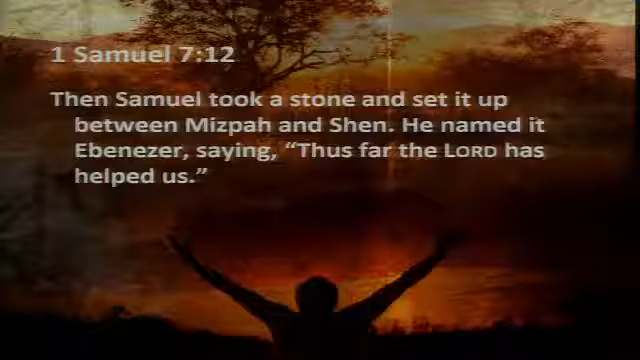 1 Samuel 7:12
Then Samuel took a stone and set it up
between Mizpah and Shen. He named it
Ebenezer, saying, “Thus far the LORD has
helped us.”